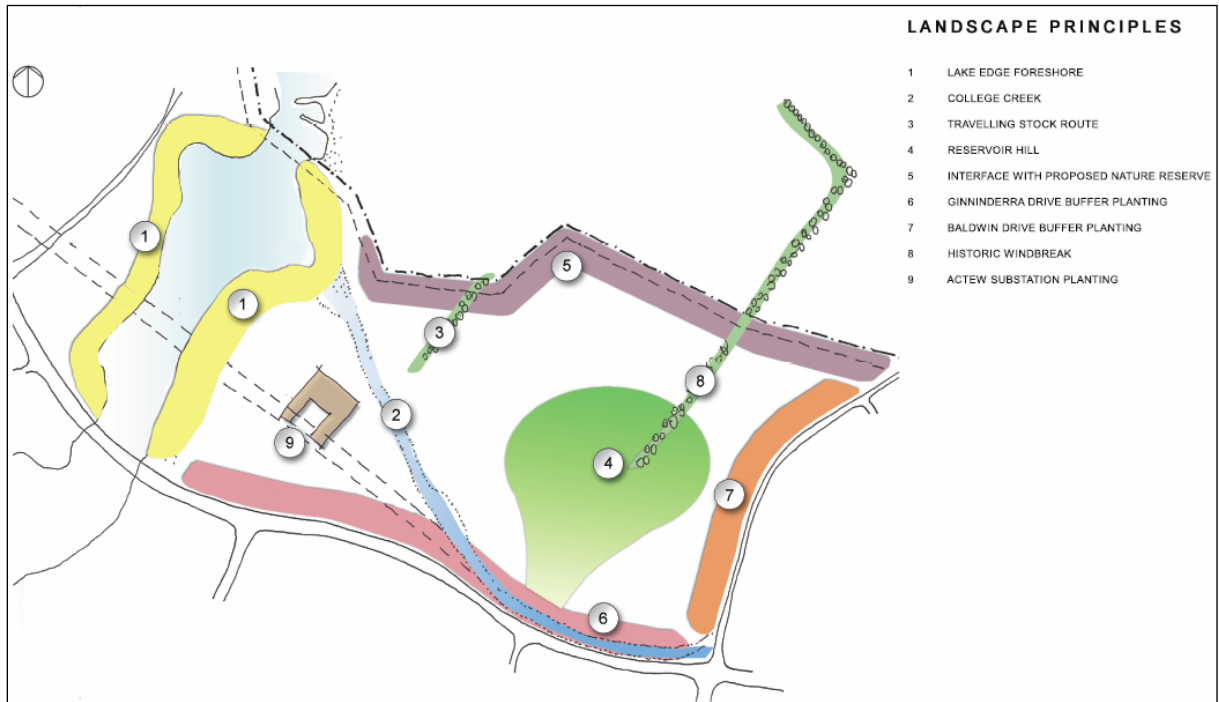 LANDSCAPE PRINCIPLES
1 LAKE EDGE FORESHORE
2 COLLEGE CREEK
3 TRAVELLING STOCK ROUTE
4 RESERVOIR HILL
5 INTERFACE WITH PROPOSED NATURE RESERVE
6 GINNINDERRA DRIVE BUFFER PLANTING
7 BALDWIN DRIVE BUFFER PLANTING
8 HISTORIC WINDBREAK
9 ACTEW SUBSTATION PLANTING
1
5
1
3
8
2
9
4
7
6